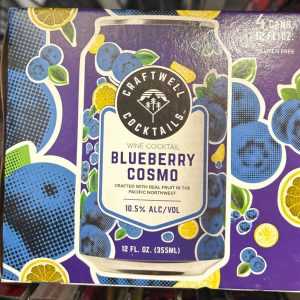 4 CANS
12 FL. OZ.
GLUTEN FREE
CRAFTWELL
COCKTAILS
WINE COCKTAIL
BLUEBERRY
COSMO
CRAFTED WITH REAL FRUIT IN THE
PACIFIC NORTHWEST
10.5% ALC/VOL
12 FL. OZ. (355ML)